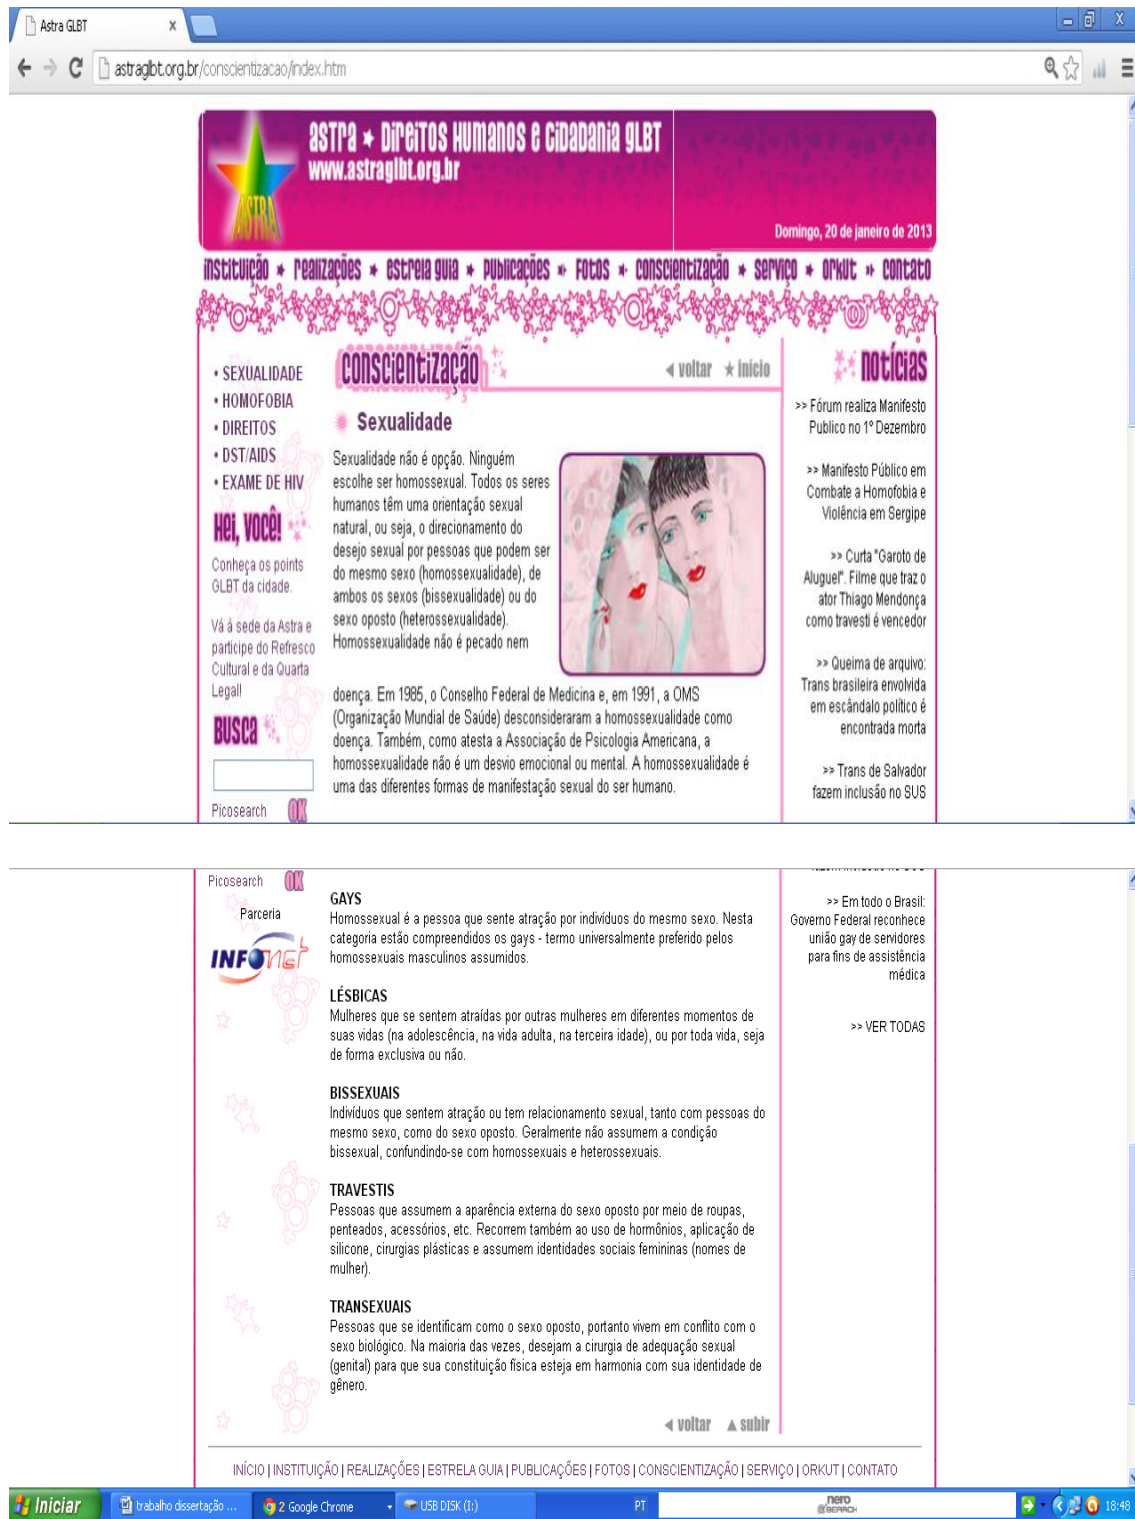 Astra GLBT
astraglbt.org.br/conscientizacao/index.htm
astra ★ Direitos Humanos e Cidadania GLBT
www.astraglbt.org.br
ASTRA
Domingo, 20 de janeiro de 2013
instituição ★ realizações ★ estrela guia ★ publicações ★ fotos ★ conscientização ★ serviço ★ orkut ★ contato
• SEXUALIDADE
• HOMOFOBIA
• DIREITOS
• DST/AIDS
• EXAME DE HIV
Hei, você!
Conheça os points
GLBT da cidade.
Vá à sede da Astra e
participe do Refresco
Cultural e da Quarta
Legal!
Busca
Picosearch OK
conscientização
voltar ★ início
Sexualidade
Sexualidade não é opção. Ninguém
escolhe ser homossexual. Todos os seres
humanos têm uma orientação sexual
natural, ou seja, o direcionamento do
desejo sexual por pessoas que podem ser
do mesmo sexo (homossexualidade), de
ambos os sexos (bissexualidade) ou do
sexo oposto (heterossexualidade).
Homossexualidade não é pecado nem
doença. Em 1985, o Conselho Federal de Medicina e, em 1991, a OMS
(Organização Mundial de Saúde) desconsideraram a homossexualidade como
doença. Também, como atesta a Associação de Psicologia Americana, a
homossexualidade não é um desvio emocional ou mental. A homossexualidade é
uma das diferentes formas de manifestação sexual do ser humano.
notícias
>> Fórum realiza Manifesto
Publico no 1º Dezembro
>> Manifesto Público em
Combate a Homofobia e
Violência em Sergipe
>> Curta "Garoto de
Aluguel". Filme que traz o
ator Thiago Mendonça
como travesti é vencedor
>> Queima de arquivo:
Trans brasileira envolvida
em escândalo político é
encontrada morta
>> Trans de Salvador
fazem inclusão no SUS
Picosearch OK
Parceria
INFONET
GAYS
Homossexual é a pessoa que sente atração por indivíduos do mesmo sexo. Nesta
categoria estão compreendidos os gays - termo universalmente preferido pelos
homossexuais masculinos assumidos.
LÉSBICAS
Mulheres que se sentem atraídas por outras mulheres em diferentes momentos de
suas vidas (na adolescência, na vida adulta, na terceira idade), ou por toda vida, seja
de forma exclusiva ou não.
BISSEXUAIS
Indivíduos que sentem atração ou tem relacionamento sexual, tanto com pessoas do
mesmo sexo, como do sexo oposto. Geralmente não assumem a condição
bissexual, confundindo-se com homossexuais e heterossexuais.
TRAVESTIS
Pessoas que assumem a aparência externa do sexo oposto por meio de roupas,
penteados, acessórios, etc. Recorrem também ao uso de hormônios, aplicação de
silicone, cirurgias plásticas e assumem identidades sociais femininas (nomes de
mulher).
TRANSEXUAIS
Pessoas que se identificam como o sexo oposto, portanto vivem em conflito com o
sexo biológico. Na maioria das vezes, desejam a cirurgia de adequação sexual
(genital) para que sua constituição física esteja em harmonia com sua identidade de
gênero.
voltar ▲ subir
>> Em todo o Brasil:
Governo Federal reconhece
união gay de servidores
para fins de assistência
médica
>> VER TODAS
INÍCIO | INSTITUIÇÃO | REALIZAÇÕES | ESTRELA GUIA | PUBLICAÇÕES | FOTOS | CONSCIENTIZAÇÃO | SERVIÇO | ORKUT | CONTATO
Iniciar
trabalho dissertação ...
2 Google Chrome
USB DISK (I:)
PT
nero
SEARCH
18:48